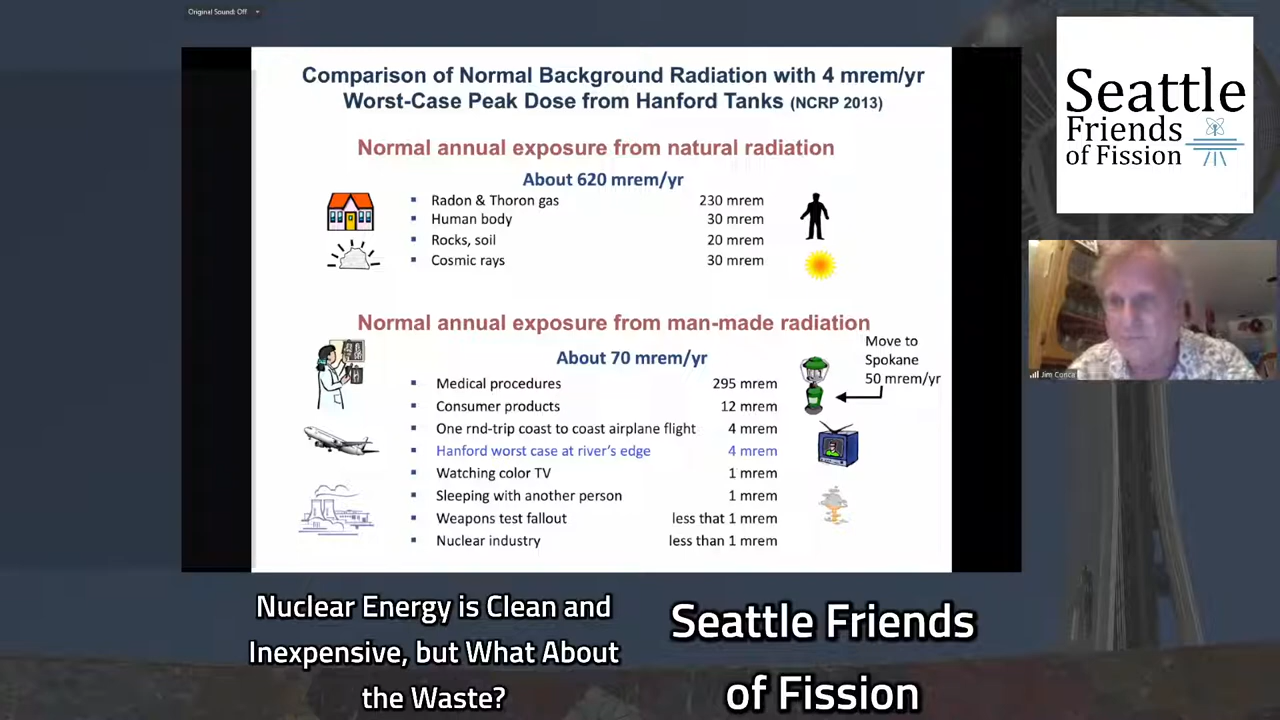 Original Sound: Off
Comparison of Normal Background Radiation with 4 mrem/yr
Worst-Case Peak Dose from Hanford Tanks (NCRP 2013)
Normal annual exposure from natural radiation
About 620 mrem/yr
▪ Radon & Thoron gas 230 mrem
▪ Human body 30 mrem
▪ Rocks, soil 20 mrem
▪ Cosmic rays 30 mrem
Normal annual exposure from man-made radiation
About 70 mrem/yr
Move to
Spokane
50 mrem/yr
▪ Medical procedures 295 mrem
▪ Consumer products 12 mrem
▪ One rnd-trip coast to coast airplane flight 4 mrem
▪ Hanford worst case at river's edge 4 mrem
▪ Watching color TV 1 mrem
▪ Sleeping with another person 1 mrem
▪ Weapons test fallout less that 1 mrem
▪ Nuclear industry less than 1 mrem
Seattle
Friends
of Fission
Jim Conca
Nuclear Energy is Clean and
Inexpensive, but What About
the Waste?
Seattle Friends
of Fission